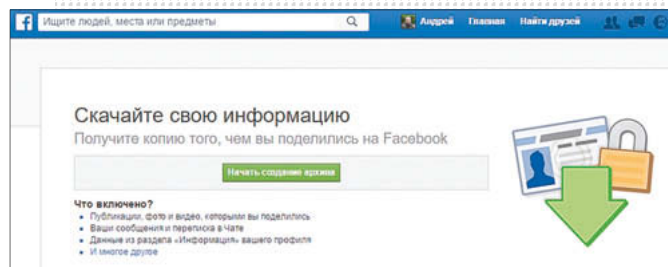 Ищите людей, места или предметы
Андрей Главная Найти друзей
Скачайте свою информацию
Получите копию того, чем вы поделились на Facebook
Начать создание архива
Что включено?
Публикации, фото и видео, которыми вы поделились
Ваши сообщения и переписка в Чате
Данные из раздела «Информация» вашего профиля
И многое другое